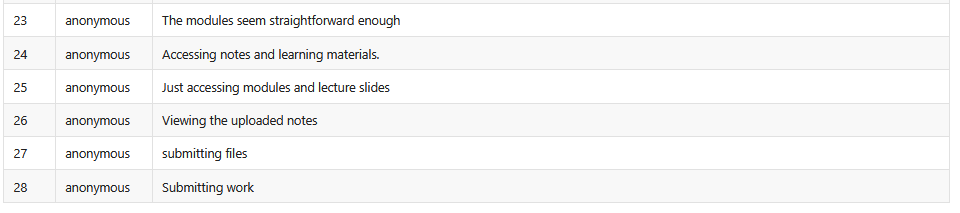 23 anonymous The modules seem straightforward enough
24 anonymous Accessing notes and learning materials.
25 anonymous Just accessing modules and lecture slides
26 anonymous Viewing the uploaded notes
27 anonymous submitting files
28 anonymous Submitting work